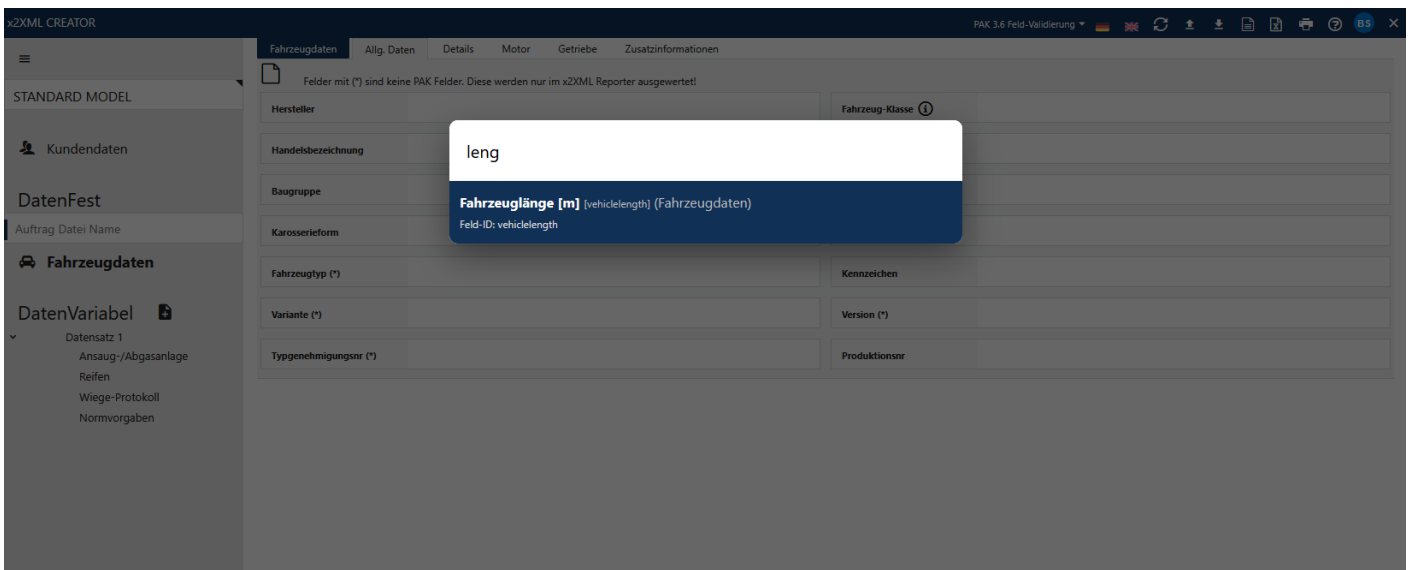 x2XML CREATOR
PAK 3.6 Feld-Validierung
BS
STANDARD MODEL
Kundendaten
DatenFest
Auftrag Datei Name
Fahrzeugdaten
DatenVariabel
Datensatz 1
Ansaug-/Abgasanlage
Reifen
Wiege-Protokoll
Normvorgaben
Fahrzeugdaten Allg. Daten Details Motor Getriebe Zusatzinformationen
Felder mit (*) sind keine PAK Felder. Diese werden nur im x2XML Reporter ausgewertet!
Hersteller
Fahrzeug-Klasse
Handelsbezeichnung
Baugruppe
Karosserieform
Fahrzeugtyp (*)
Kennzeichen
Variante (*)
Version (*)
Typgenehmigungsnr (*)
Produktionsnr
leng
Fahrzeuglänge [m] [vehiclelength] (Fahrzeugdaten)
Feld-ID: vehiclelength